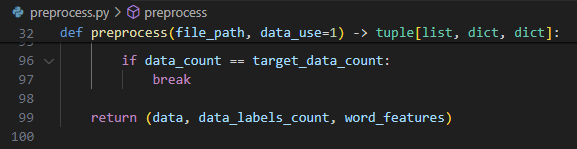 preprocess.py > preprocess
32 def preprocess(file_path, data_use=1) -> tuple[list, dict, dict]:
95
96 if data_count == target_data_count:
97 break
98
99 return (data, data_labels_count, word_features)
100